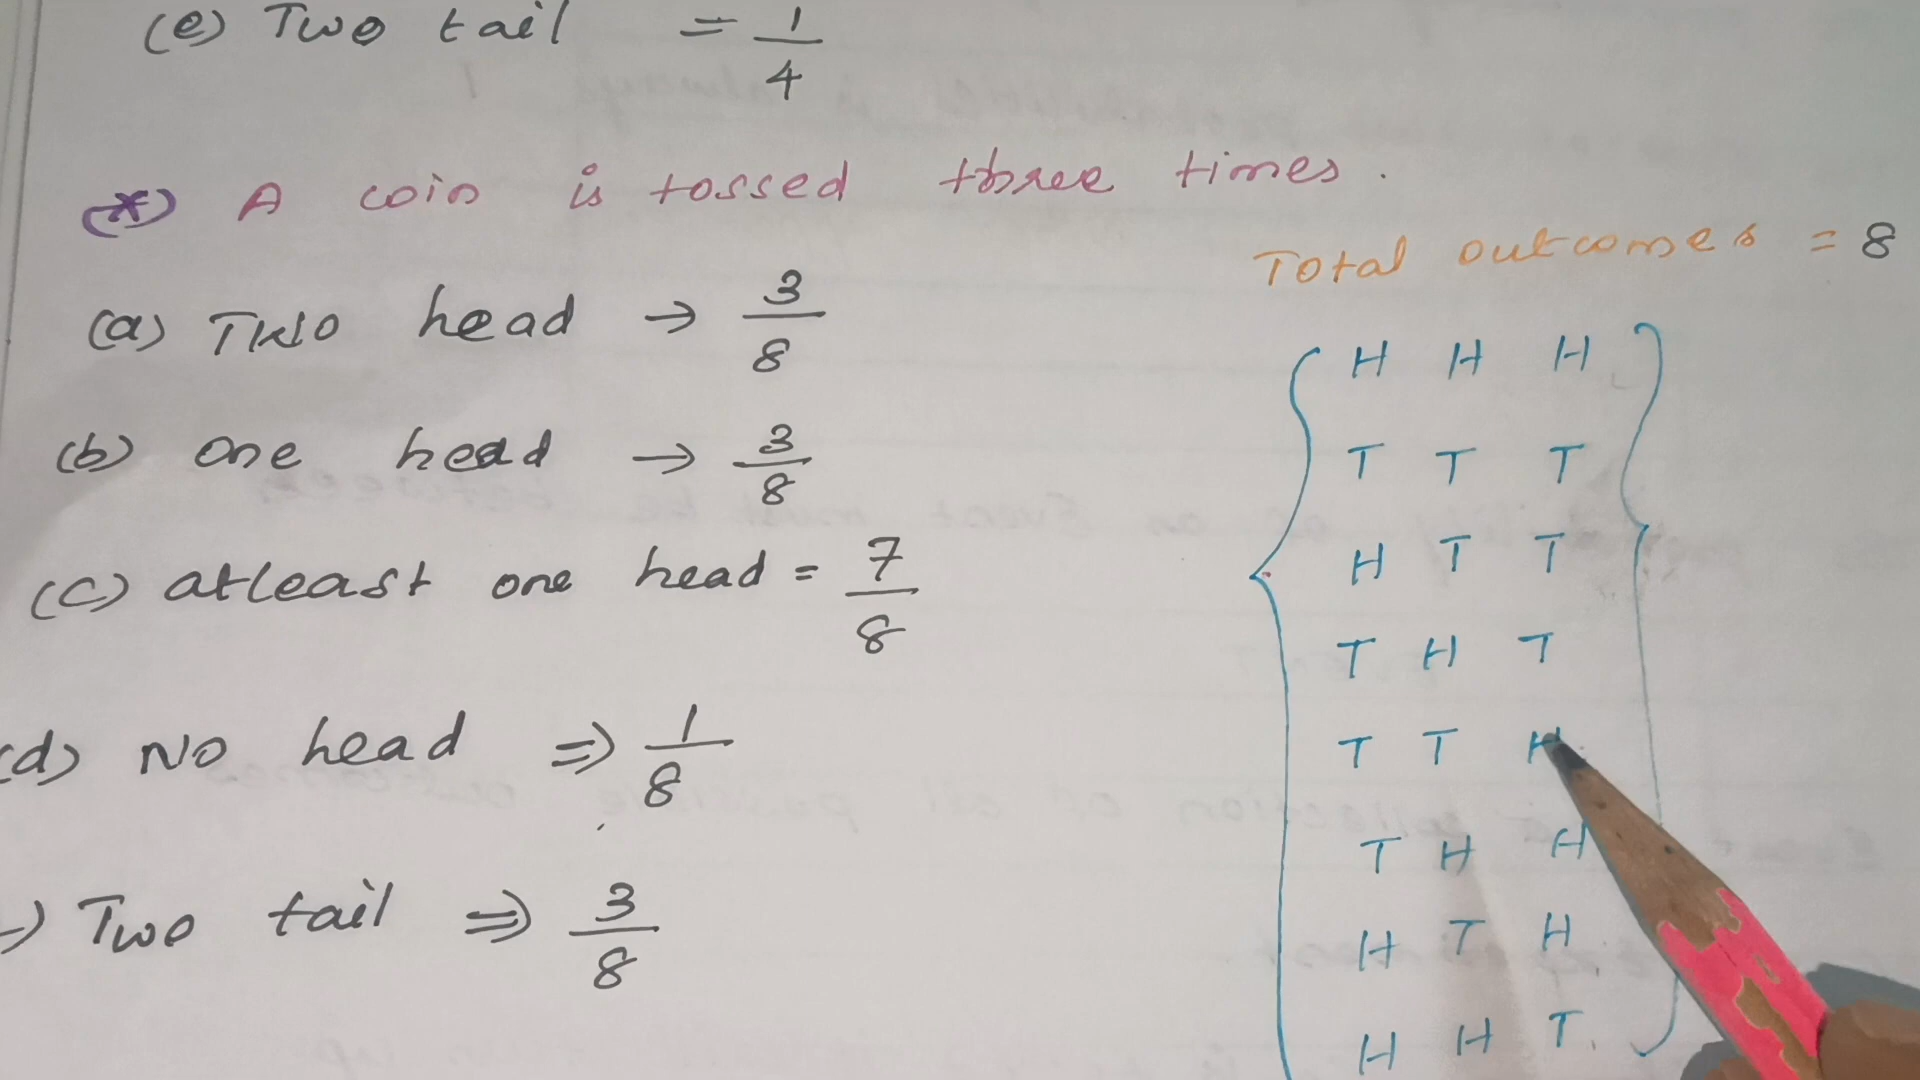 (e) Two tail = 1/4
(*) A coin is tossed three times.
Total outcomes = 8
(a) Two head → 3/8
(b) one head → 3/8
(c) atleast one head = 7/8
(d) No head ⇒ 1/8
) Two tail ⇒ 3/8
{ H H H }
T T T
H T T
T H T
T T H
T H H
H T H
H H T